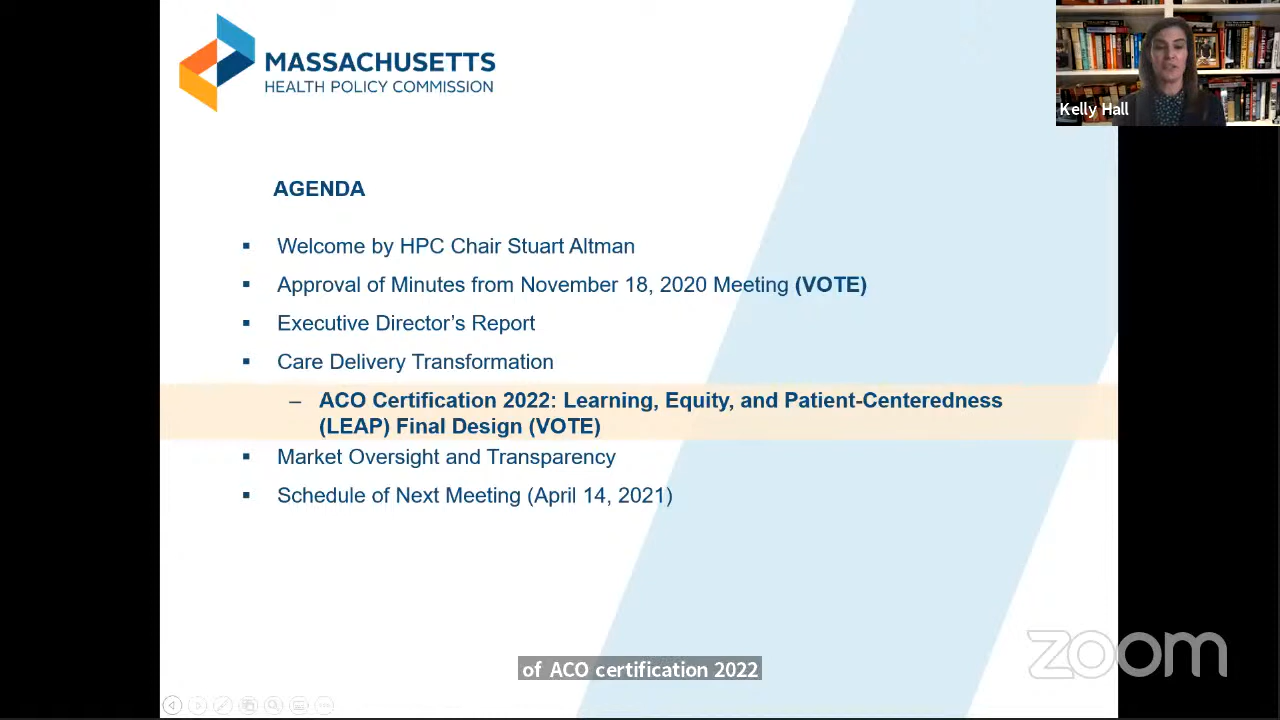 MASSACHUSETTS
HEALTH POLICY COMMISSION
Kelly Hall
AGENDA
▪ Welcome by HPC Chair Stuart Altman
▪ Approval of Minutes from November 18, 2020 Meeting (VOTE)
▪ Executive Director’s Report
▪ Care Delivery Transformation
– ACO Certification 2022: Learning, Equity, and Patient-Centeredness
(LEAP) Final Design (VOTE)
▪ Market Oversight and Transparency
▪ Schedule of Next Meeting (April 14, 2021)
of ACO certification 2022
zoom